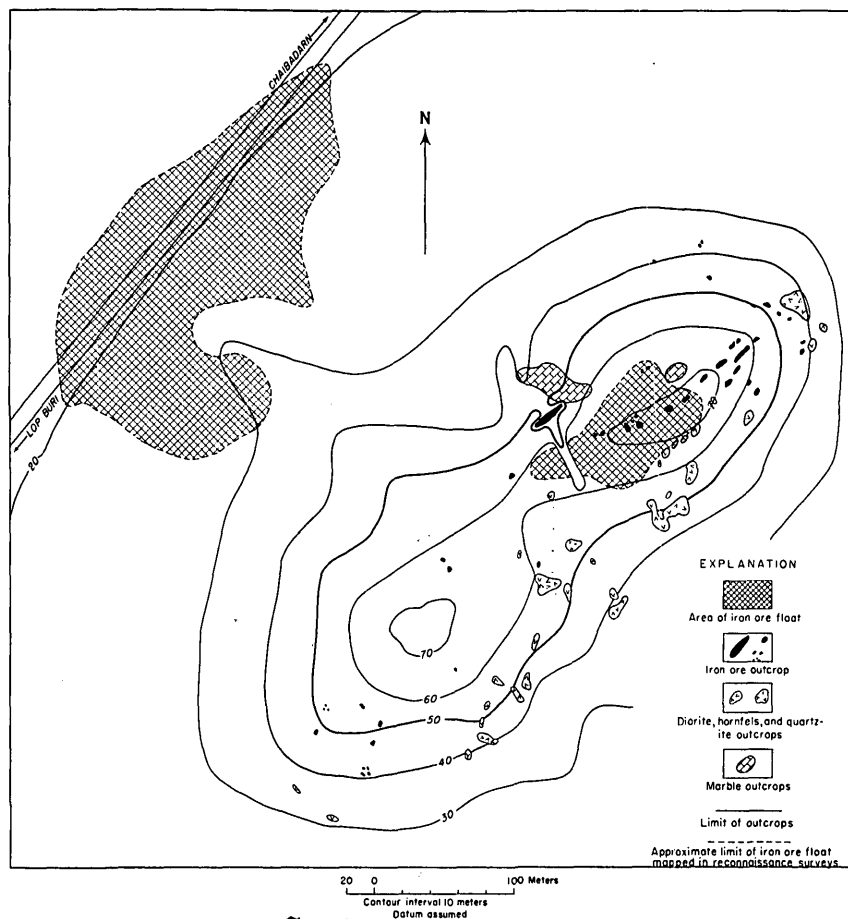 CHAIBADARN
N
LOP BURI
20
70
70
60
50
40
30
EXPLANATION
Area of iron ore float
Iron ore outcrop
Diorite, hornfels, and quartz-
ite outcrops
Marble outcrops
Limit of outcrops
Approximate limit of iron ore float
mapped in reconnaissance surveys
20 0 100 Meters
Contour interval 10 meters
Datum assumed